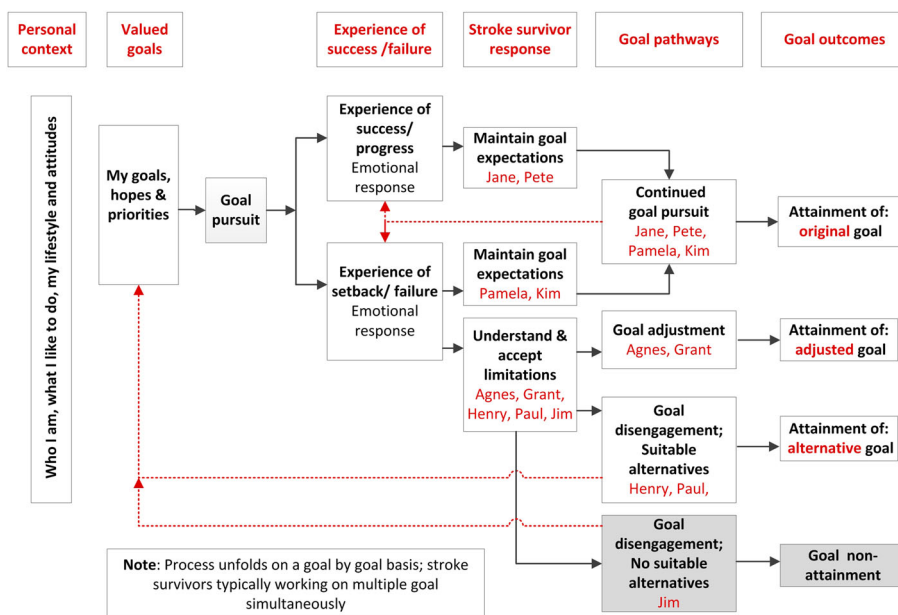 Personal
context
Valued
goals
Experience of
success /failure
Stroke survivor
response
Goal pathways
Goal outcomes
Who I am, what I like to do, my lifestyle and attitudes
My goals,
hopes &
priorities
Goal
pursuit
Experience of
success/
progress
Emotional
response
Maintain goal
expectations
Jane, Pete
Continued
goal pursuit
Jane, Pete,
Pamela, Kim
Attainment of:
original goal
Experience of
setback/ failure
Emotional
response
Maintain goal
expectations
Pamela, Kim
Understand &
accept
limitations
Agnes, Grant,
Henry, Paul, Jim
Goal adjustment
Agnes, Grant
Attainment of:
adjusted goal
Goal
disengagement;
Suitable
alternatives
Henry, Paul,
Attainment of:
alternative goal
Goal
disengagement;
No suitable
alternatives
Jim
Goal non-
attainment
Note: Process unfolds on a goal by goal basis; stroke
survivors typically working on multiple goal
simultaneously